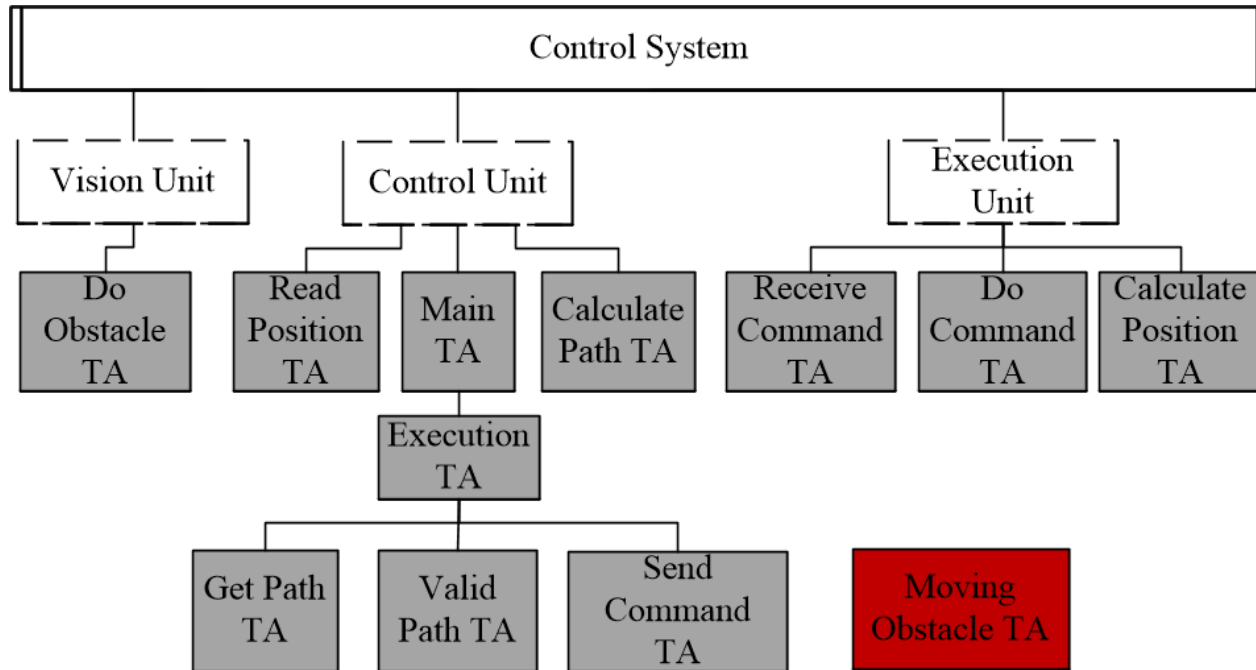 Control System
Vision Unit
Control Unit
Execution
Unit
Do
Obstacle
TA
Read
Position
TA
Main
TA
Calculate
Path TA
Receive
Command
TA
Do
Command
TA
Calculate
Position
TA
Execution
TA
Get Path
TA
Valid
Path TA
Send
Command
TA
Moving
Obstacle TA